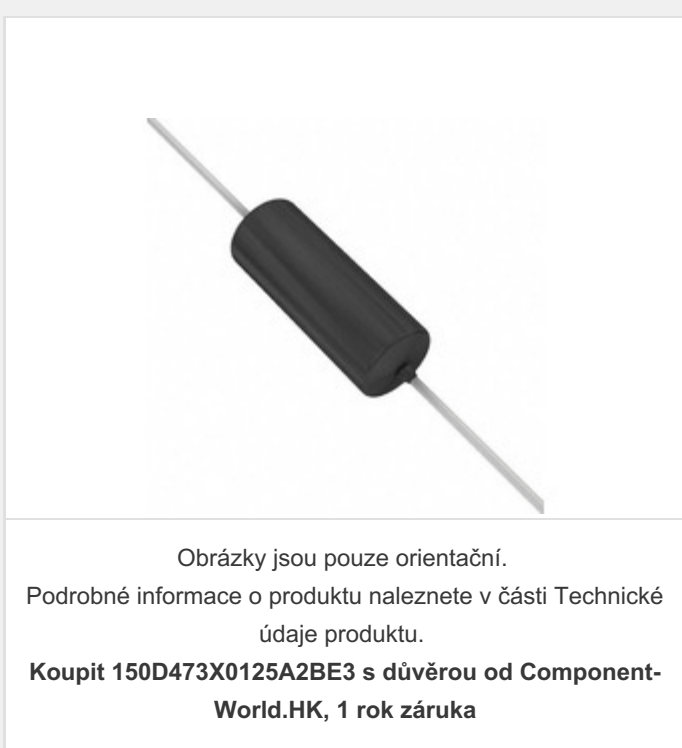 Obrázky jsou pouze orientační.
Podrobné informace o produktu naleznete v části Technické
údaje produktu.
Koupit 150D473X0125A2BE3 s důvěrou od Component-
World.HK, 1 rok záruka